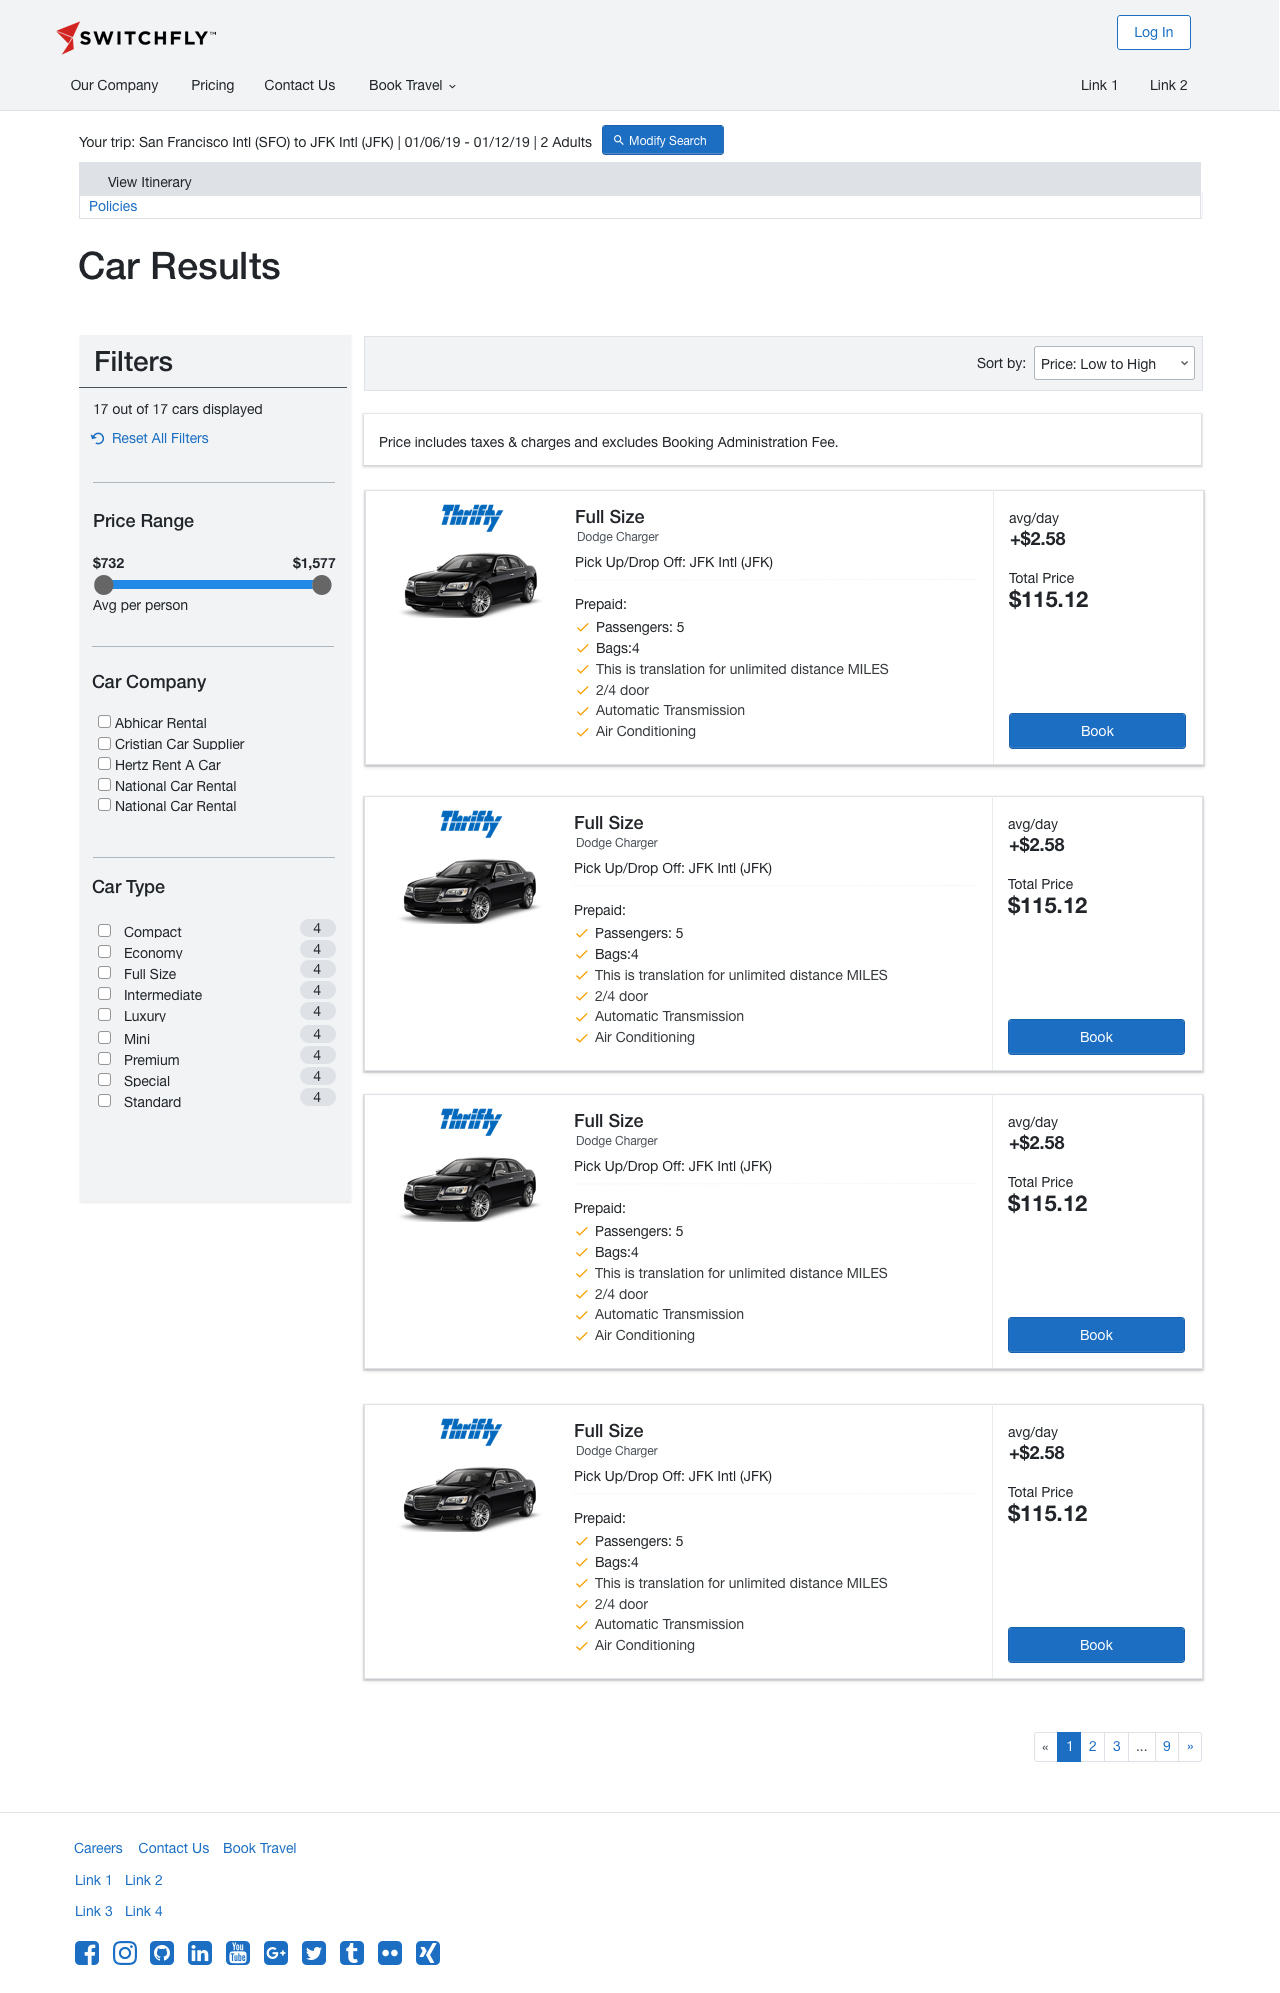 SWITCHFLY™
Log In
Our Company Pricing Contact Us Book Travel Link 1 Link 2
Your trip: San Francisco Intl (SFO) to JFK Intl (JFK) | 01/06/19 - 01/12/19 | 2 Adults Modify Search
View Itinerary
Policies
Car Results
Filters
17 out of 17 cars displayed
Reset All Filters
Price Range
$732 $1,577
Avg per person
Car Company
Abhicar Rental
Cristian Car Supplier
Hertz Rent A Car
National Car Rental
National Car Rental
Car Type
Compact 4
Economy 4
Full Size 4
Intermediate 4
Luxury 4
Mini 4
Premium 4
Special 4
Standard 4
Sort by: Price: Low to High
Price includes taxes & charges and excludes Booking Administration Fee.
Thrifty
Full Size
Dodge Charger
Pick Up/Drop Off: JFK Intl (JFK)
Prepaid:
Passengers: 5
Bags:4
This is translation for unlimited distance MILES
2/4 door
Automatic Transmission
Air Conditioning
avg/day
+$2.58
Total Price
$115.12
Book
Thrifty
Full Size
Dodge Charger
Pick Up/Drop Off: JFK Intl (JFK)
Prepaid:
Passengers: 5
Bags:4
This is translation for unlimited distance MILES
2/4 door
Automatic Transmission
Air Conditioning
avg/day
+$2.58
Total Price
$115.12
Book
Thrifty
Full Size
Dodge Charger
Pick Up/Drop Off: JFK Intl (JFK)
Prepaid:
Passengers: 5
Bags:4
This is translation for unlimited distance MILES
2/4 door
Automatic Transmission
Air Conditioning
avg/day
+$2.58
Total Price
$115.12
Book
Thrifty
Full Size
Dodge Charger
Pick Up/Drop Off: JFK Intl (JFK)
Prepaid:
Passengers: 5
Bags:4
This is translation for unlimited distance MILES
2/4 door
Automatic Transmission
Air Conditioning
avg/day
+$2.58
Total Price
$115.12
Book
« 1 2 3 ... 9 »
Careers Contact Us Book Travel
Link 1 Link 2
Link 3 Link 4
You Tube